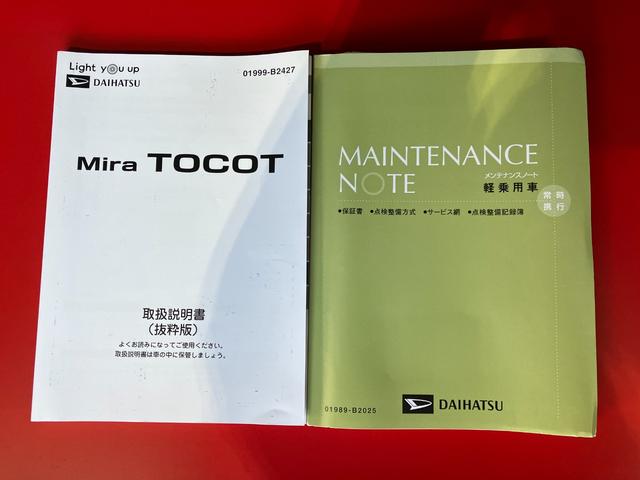 Light you up
DAIHATSU
01999-B2427
Mira TOCOT
取扱説明書
（抜粋版）
よくお読みになってご使用ください。
取扱説明書は車の中に保管しましょう。
MAINTENANCE
NOTE
メンテナンスノート
軽乗用車
常時
携行
●保証書 ●点検整備方式 ●サービス網 ●点検整備記録簿
01989-B2025
DAIHATSU